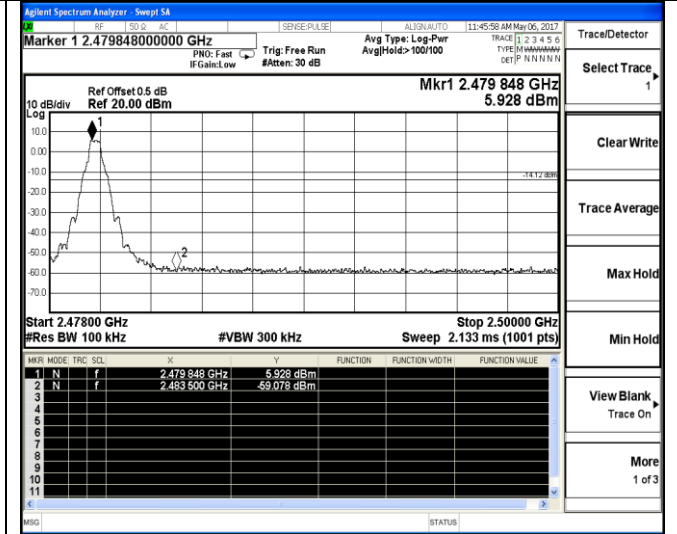 Agilent Spectrum Analyzer - Swept SA
RF 50 Ω AC SENSE:PULSE ALIGN AUTO 11:45:58 AM May 06, 2017
Marker 1 2.479848000000 GHz
PNO: Fast
IFGain:Low
Trig: Free Run
#Atten: 30 dB
Avg Type: Log-Pwr
Avg|Hold:>100/100
TRACE 1 2 3 4 5 6
TYPE M WWWWW
DET P N N N N N
Ref Offset 0.5 dB
10 dB/div Ref 20.00 dBm
Log
Mkr1 2.479 848 GHz
5.928 dBm
10.0
0.00
-10.0
-20.0
-30.0
-40.0
-50.0
-60.0
-70.0
1
2
-14.12 dBm
Start 2.47800 GHz Stop 2.50000 GHz
#Res BW 100 kHz #VBW 300 kHz Sweep 2.133 ms (1001 pts)
MKR MODE TRC SCL X Y FUNCTION FUNCTION WIDTH FUNCTION VALUE
1 N f 2.479 848 GHz 5.928 dBm
2 N f 2.483 500 GHz -59.078 dBm
3
4
5
6
7
8
9
10
11
MSG STATUS
Trace/Detector
Select Trace
1
Clear Write
Trace Average
Max Hold
Min Hold
View Blank
Trace On
More
1 of 3